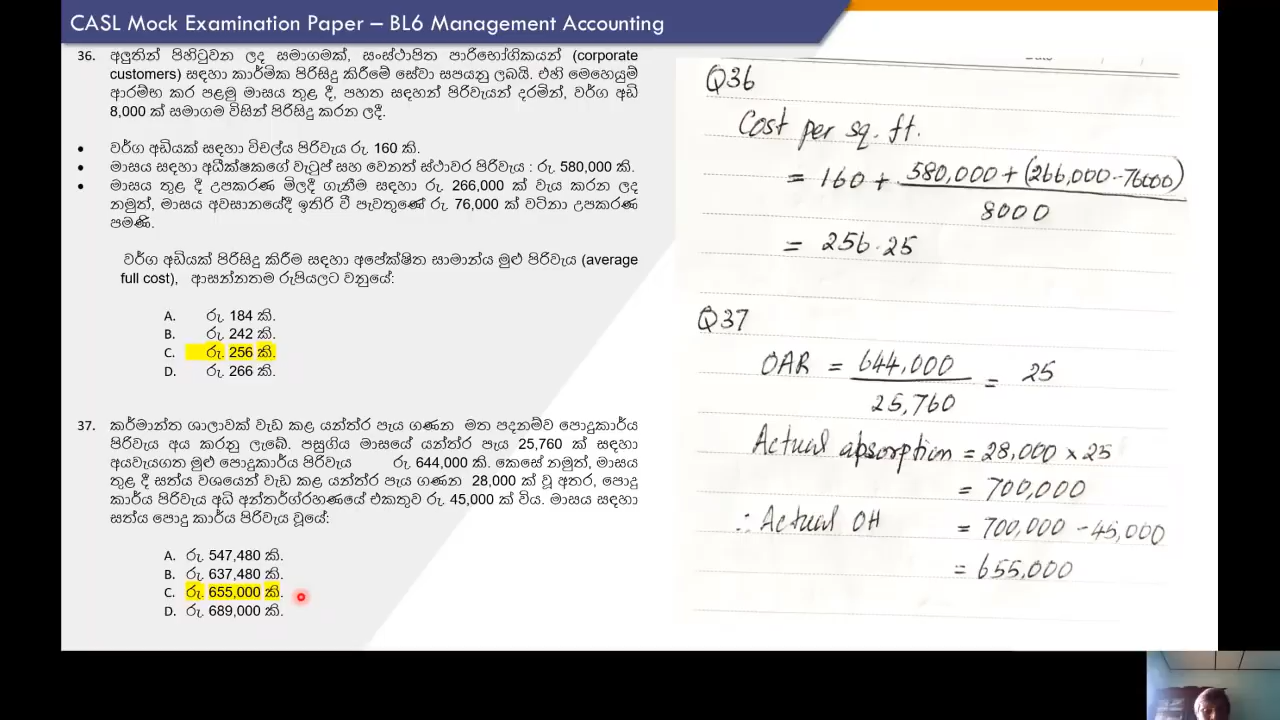 CASL Mock Examination Paper – BL6 Management Accounting
36. අලුතින් පිහිටුවන ලද සමාගමක්, සංස්ථාපිත පාරිභෝගිකයන් (corporate
customers) සඳහා කාර්මික පිරිසිදු කිරීමේ සේවා සපයනු ලබයි. එහි මෙහෙයුම්
ආරම්භ කර පළමු මාසය තුළ දී, පහත සඳහන් පිරිවැයන් දරමින්, වර්ග අඩි
8,000 ක් සමාගම විසින් පිරිසිදු කරන ලදී.
• වර්ග අඩියක් සඳහා විචල්‍ය පිරිවැය රු. 160 කි.
• මාසය සඳහා අධීක්ෂකගේ වැටුප් සහ වෙනත් ස්ථාවර පිරිවැය : රු. 580,000 කි.
• මාසය තුළ දී උපකරණ මිලදී ගැනීම සඳහා රු. 266,000 ක් වැය කරන ලද
නමුත්, මාසය අවසානයේදී ඉතිරි වී පැවතුණේ රු. 76,000 ක් වටිනා උපකරණ
පමණි.
වර්ග අඩියක් පිරිසිදු කිරීම සඳහා අපේක්ෂිත සාමාන්‍ය මුළු පිරිවැය (average
full cost), ආසන්නතම රුපියලට වනුයේ:
A. රු. 184 කි.
B. රු. 242 කි.
C. රු. 256 කි.
D. රු. 266 කි.
37. කර්මාන්ත ශාලාවක් වැඩ කළ යන්ත්‍ර පැය ගණන මත පදනම්ව පොදුකාර්ය
පිරිවැය අය කරනු ලැබේ. පසුගිය මාසයේ යන්ත්‍ර පැය 25,760 ක් සඳහා
අයවැයගත මුළු පොදුකාර්ය පිරිවැය රු. 644,000 කි. කෙසේ නමුත්, මාසය
තුළ දී සත්‍ය වශයෙන් වැඩ කළ යන්ත්‍ර පැය ගණන 28,000 ක් වූ අතර, පොදු
කාර්ය පිරිවැය අධි අන්තර්ග්‍රහණයේ එකතුව රු. 45,000 ක් විය. මාසය සඳහා
සත්‍ය පොදු කාර්ය පිරිවැය වූයේ:
A. රු. 547,480 කි.
B. රු. 637,480 කි.
C. රු. 655,000 කි.
D. රු. 689,000 කි.
Q36
Cost per sq. ft.
= 160 + 580,000 + (266,000 - 76000)
8000
= 256.25
Q37
OAR = 644,000 = 25
25,760
Actual absorption = 28,000 × 25
= 700,000
∴ Actual OH = 700,000 - 45,000
= 655,000